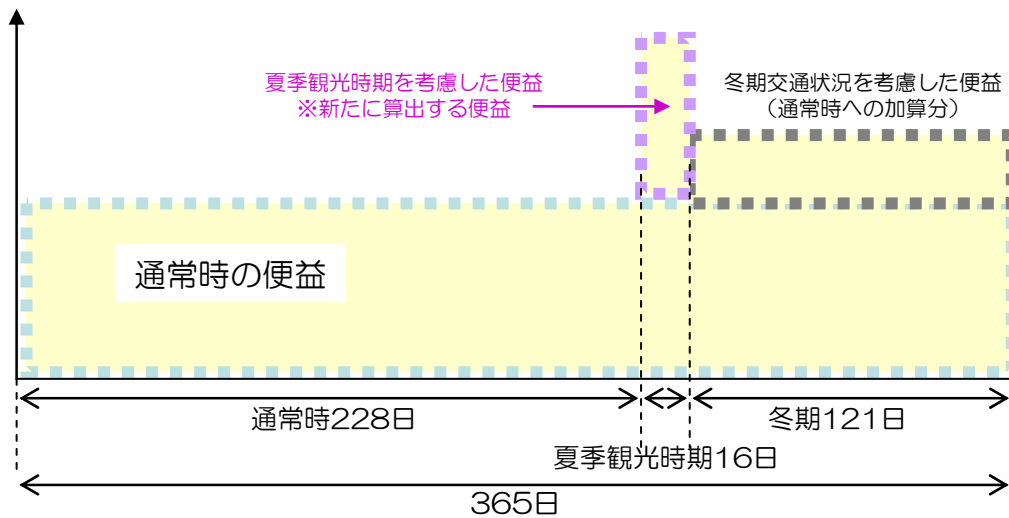 夏季観光時期を考慮した便益
※新たに算出する便益
冬期交通状況を考慮した便益
（通常時への加算分）
通常時の便益
通常時228日
冬期121日
夏季観光時期16日
365日